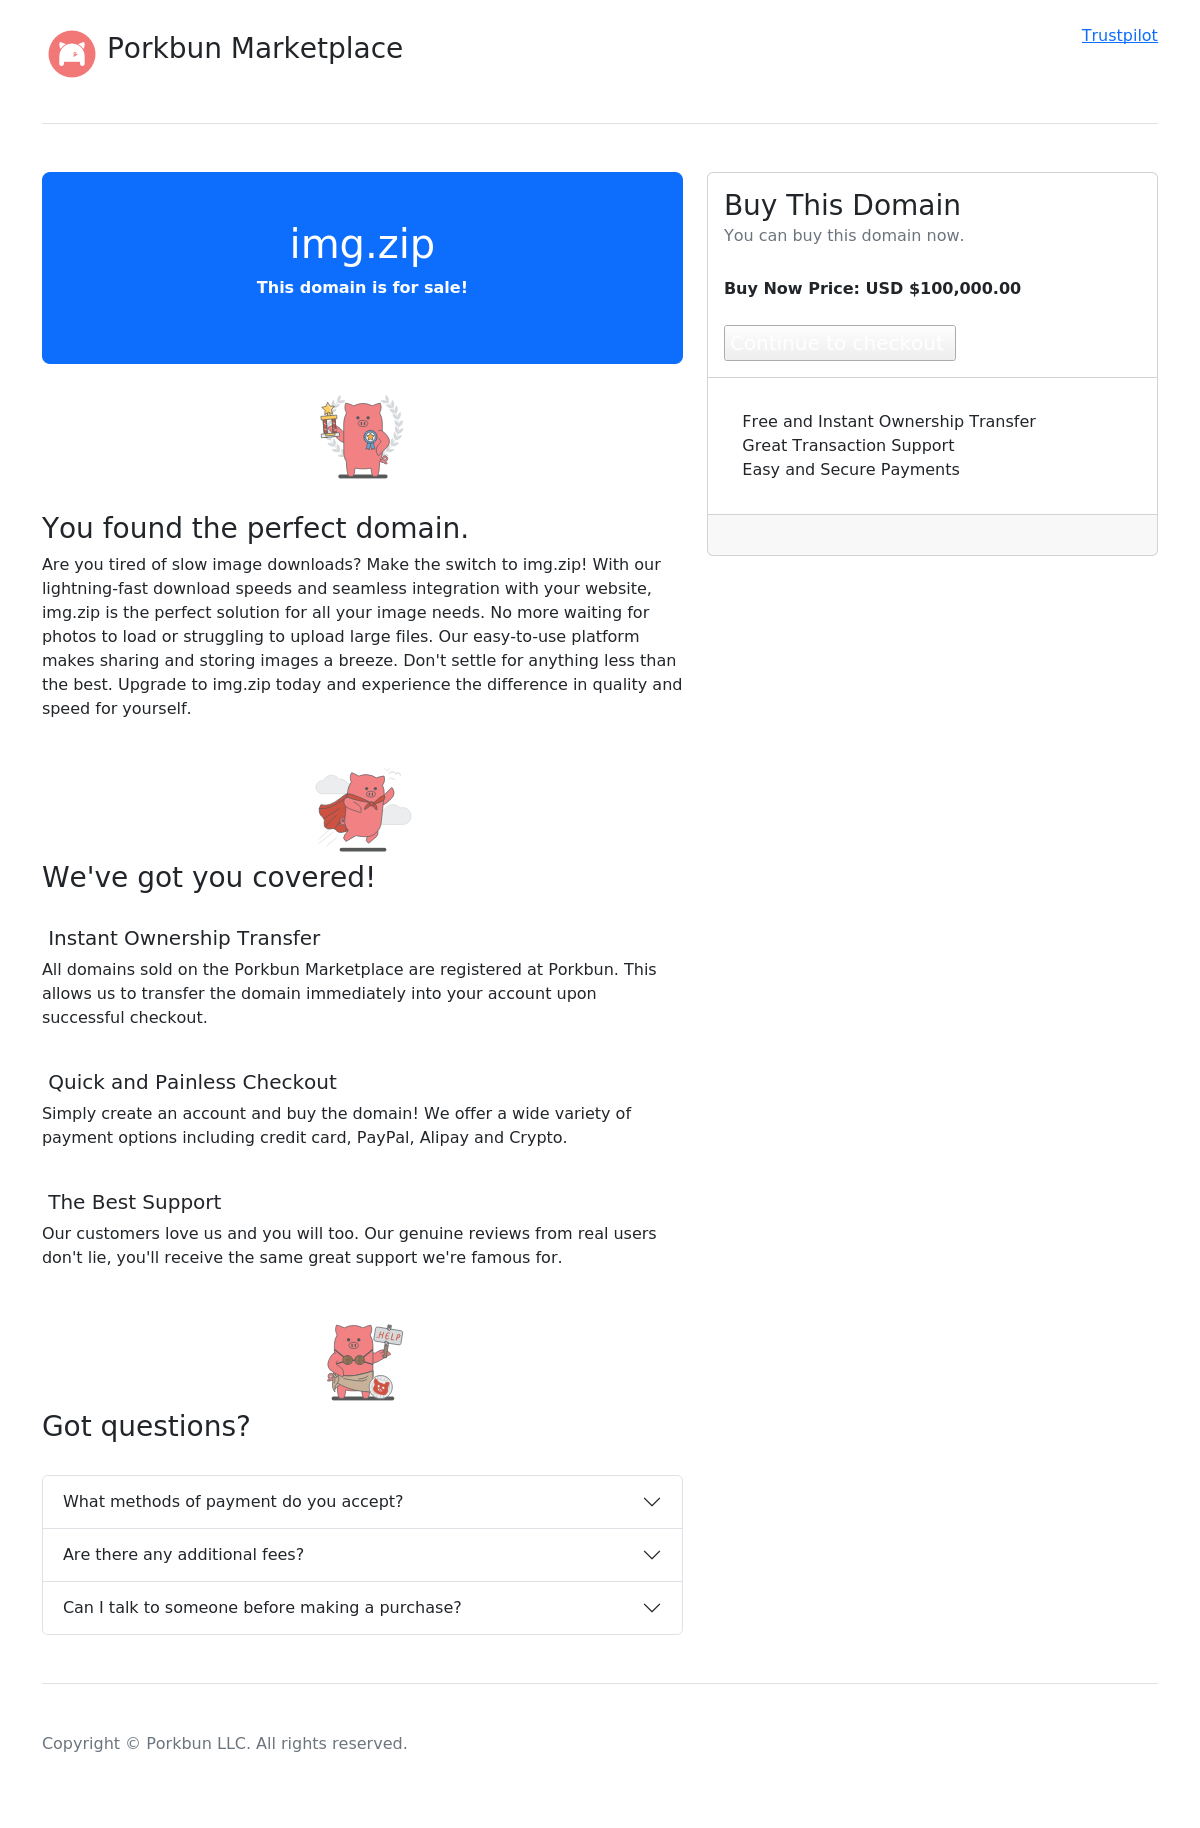 Porkbun Marketplace
Trustpilot
img.zip
This domain is for sale!
Buy This Domain
You can buy this domain now.
Buy Now Price: USD $100,000.00
Continue to checkout
Free and Instant Ownership Transfer
Great Transaction Support
Easy and Secure Payments
You found the perfect domain.
Are you tired of slow image downloads? Make the switch to img.zip! With our
lightning-fast download speeds and seamless integration with your website,
img.zip is the perfect solution for all your image needs. No more waiting for
photos to load or struggling to upload large files. Our easy-to-use platform
makes sharing and storing images a breeze. Don't settle for anything less than
the best. Upgrade to img.zip today and experience the difference in quality and
speed for yourself.
We've got you covered!
Instant Ownership Transfer
All domains sold on the Porkbun Marketplace are registered at Porkbun. This
allows us to transfer the domain immediately into your account upon
successful checkout.
Quick and Painless Checkout
Simply create an account and buy the domain! We offer a wide variety of
payment options including credit card, PayPal, Alipay and Crypto.
The Best Support
Our customers love us and you will too. Our genuine reviews from real users
don't lie, you'll receive the same great support we're famous for.
HELP
Got questions?
What methods of payment do you accept?
Are there any additional fees?
Can I talk to someone before making a purchase?
Copyright © Porkbun LLC. All rights reserved.